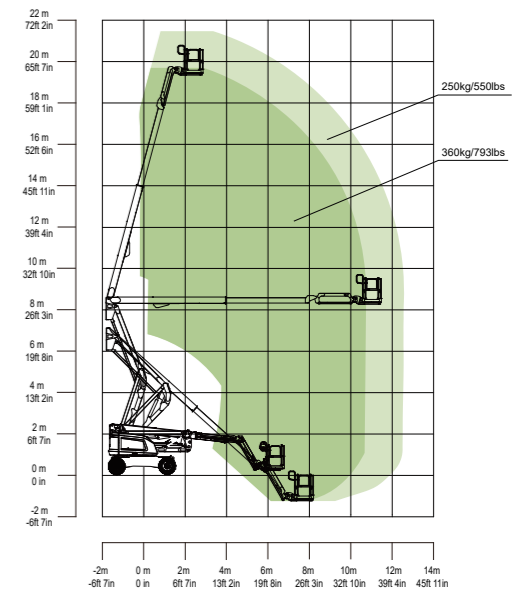 22 m
72ft 2in
20 m
65ft 7in
18 m
59ft 1in
16 m
52ft 6in
14 m
45ft 11in
12 m
39ft 4in
10 m
32ft 10in
8 m
26ft 3in
6 m
19ft 8in
4 m
13ft 2in
2 m
6ft 7in
0 m
0 in
-2 m
-6ft 7in
250kg/550lbs
360kg/793lbs
-2m 0 m 2m 4m 6m 8m 10m 12m 14m
-6ft 7in 0 in 6ft 7in 13ft 2in 19ft 8in 26ft 3in 32ft 10in 39ft 4in 45ft 11in